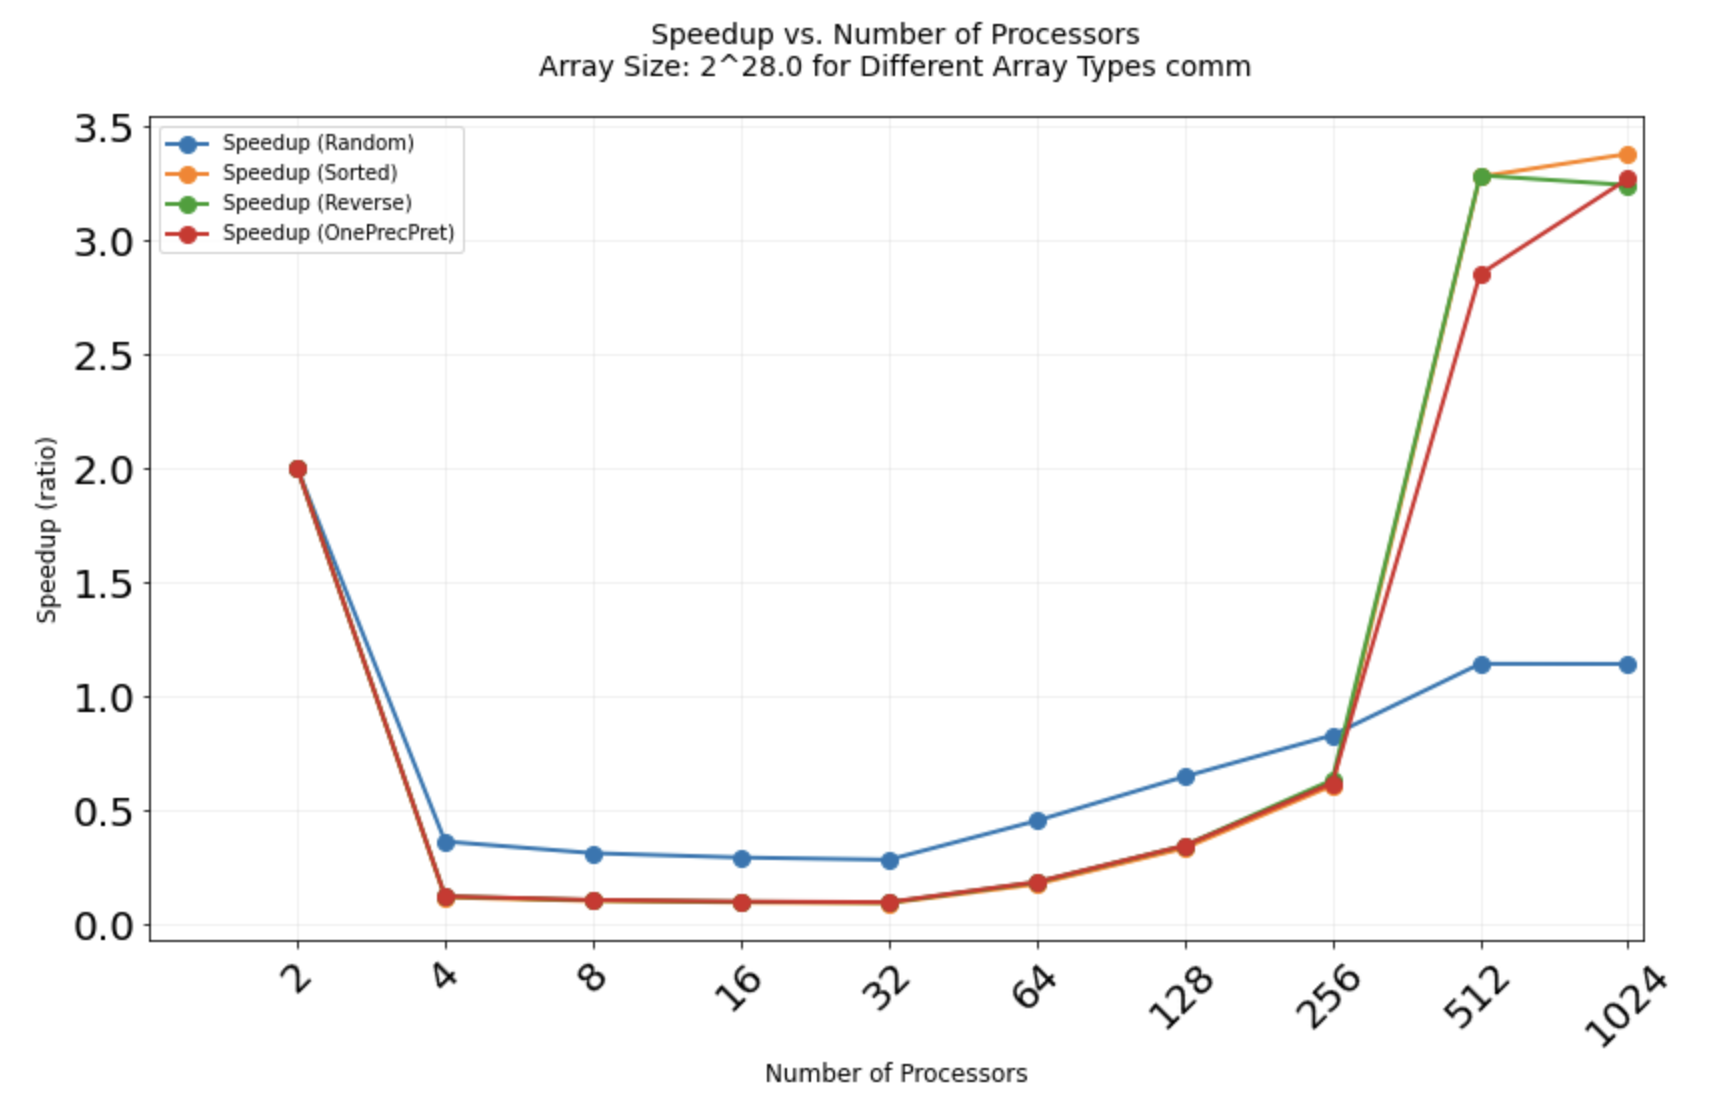 Speedup vs. Number of Processors
Array Size: 2^28.0 for Different Array Types comm
Speedup (Random)
Speedup (Sorted)
Speedup (Reverse)
Speedup (OnePrecPret)
Speedup (ratio)
3.5
3.0
2.5
2.0
1.5
1.0
0.5
0.0
2
4
8
16
32
64
128
256
512
1024
Number of Processors